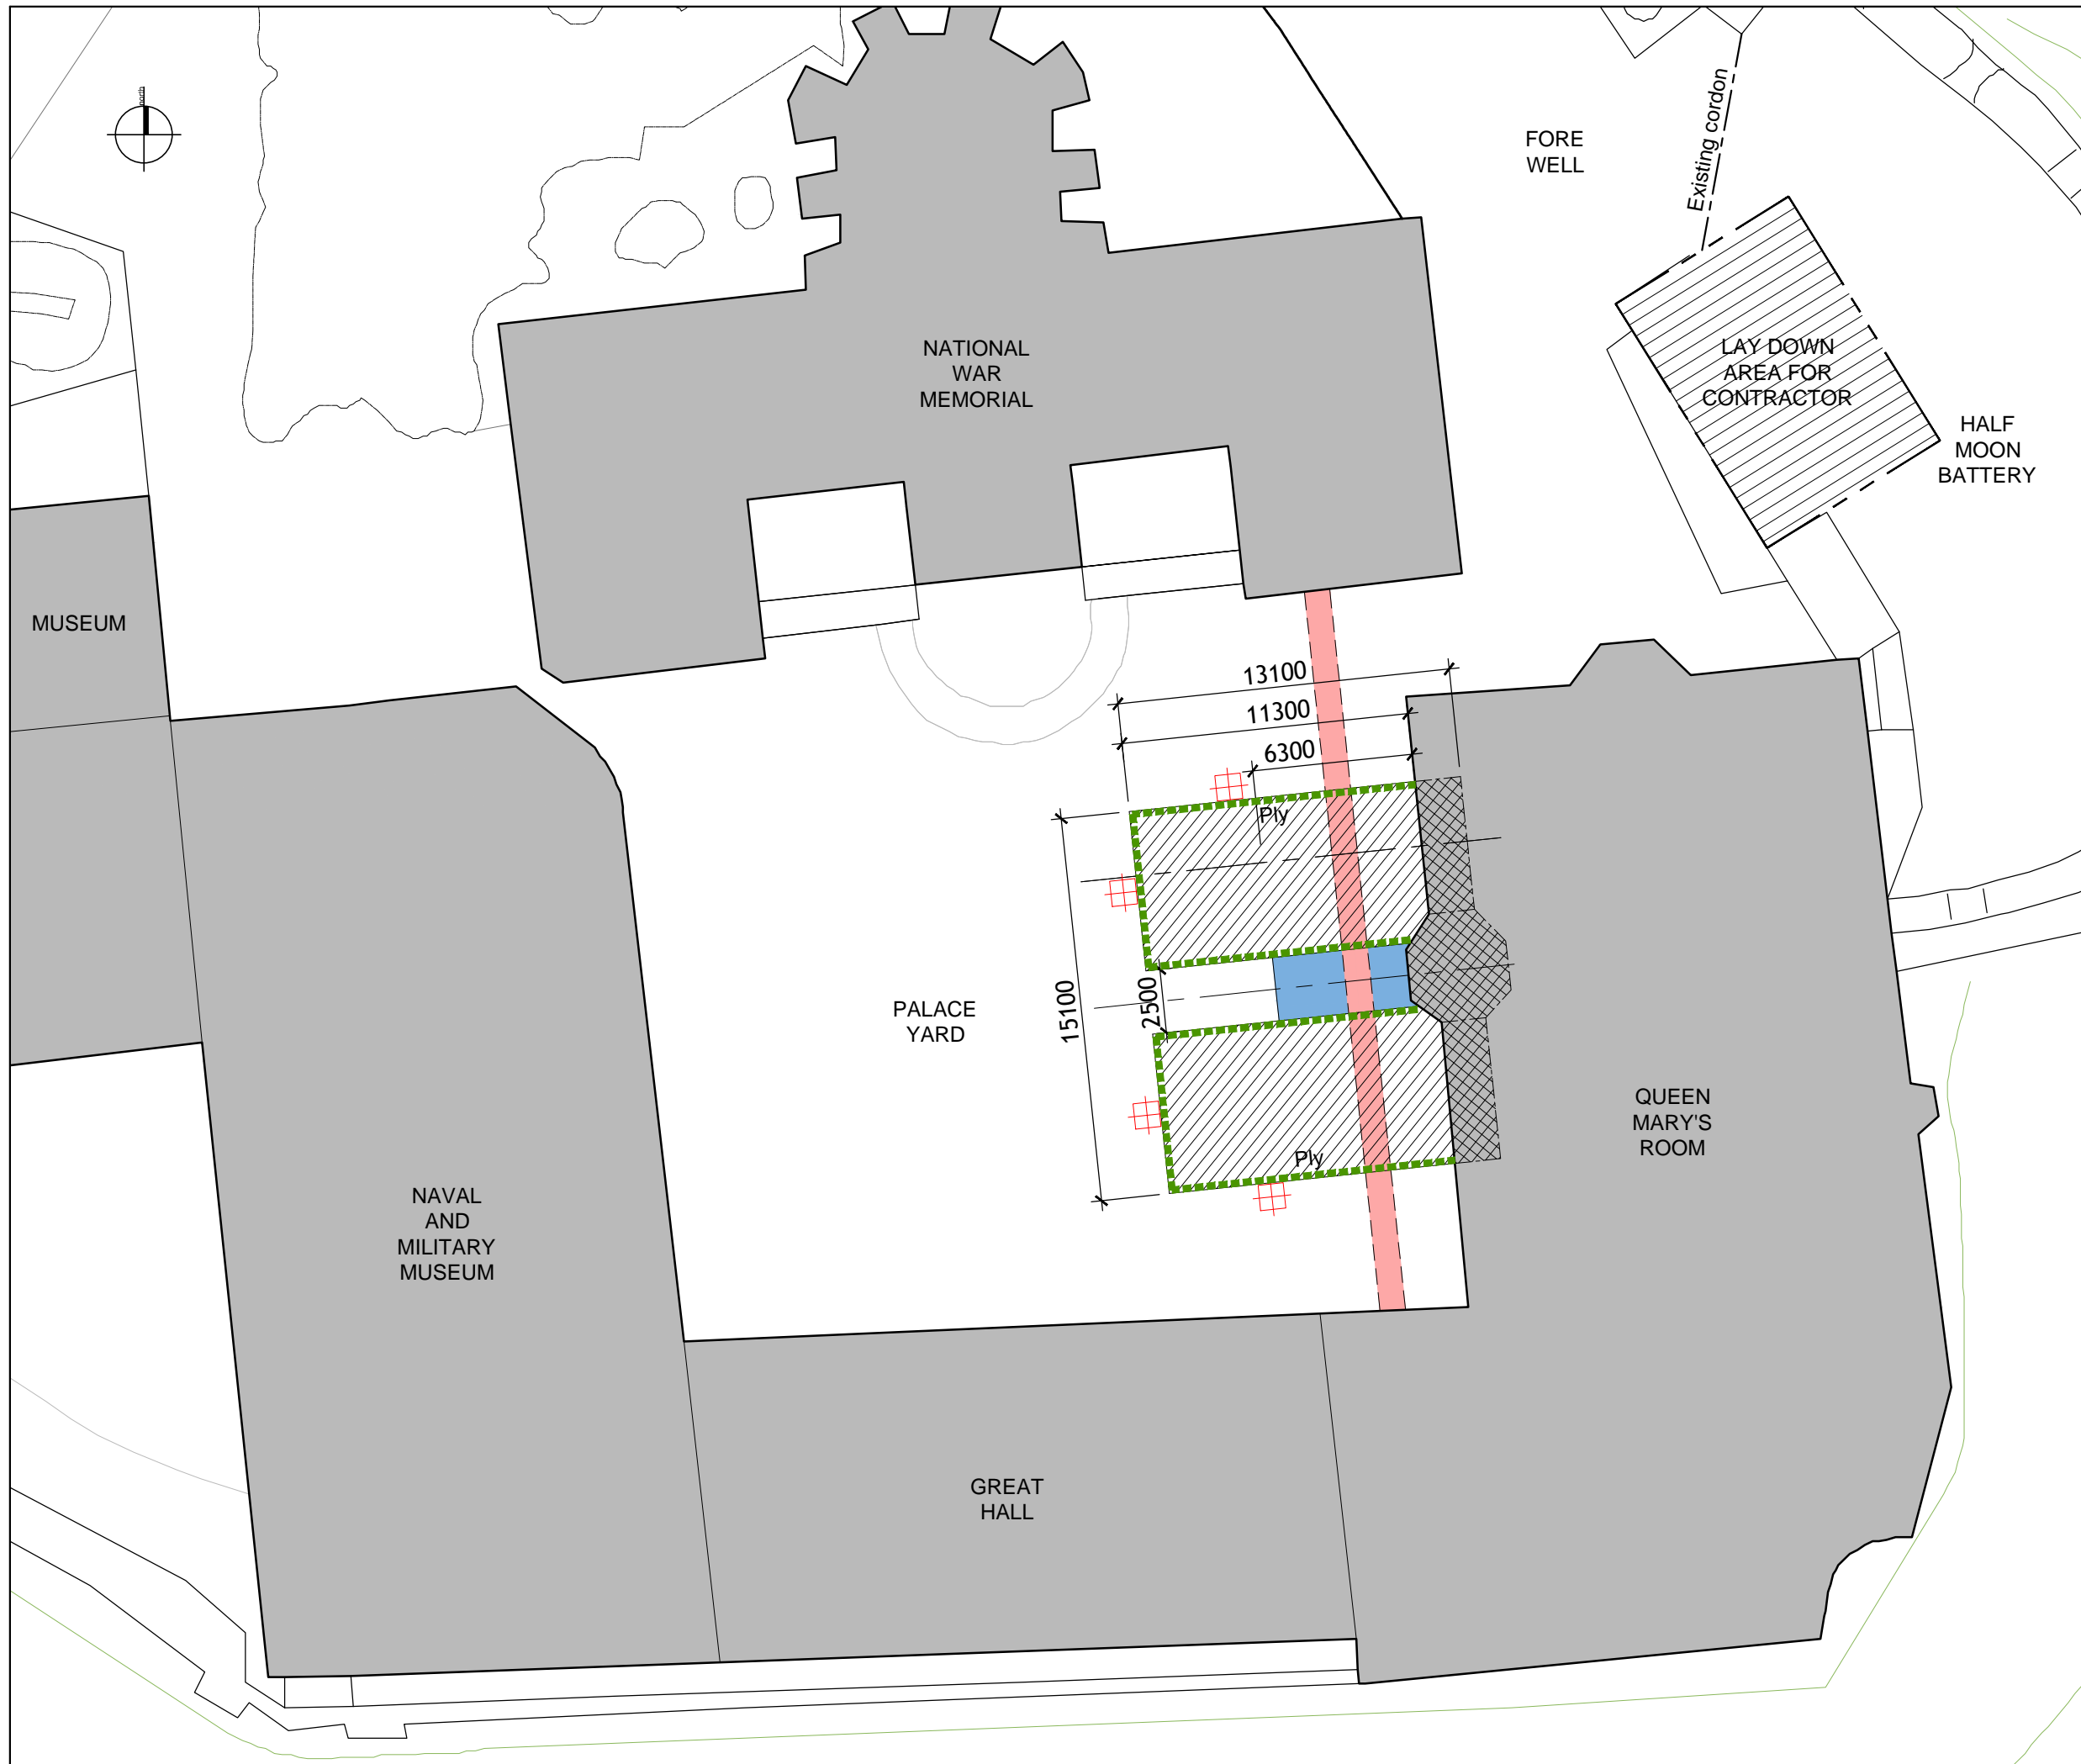 north
FORE
WELL
Existing cordon
NATIONAL
WAR
MEMORIAL
LAY DOWN
AREA FOR
CONTRACTOR
HALF
MOON
BATTERY
MUSEUM
13100
11300
6300
Ply
15100
2500
PALACE
YARD
Ply
QUEEN
MARY'S
ROOM
NAVAL
AND
MILITARY
MUSEUM
GREAT
HALL